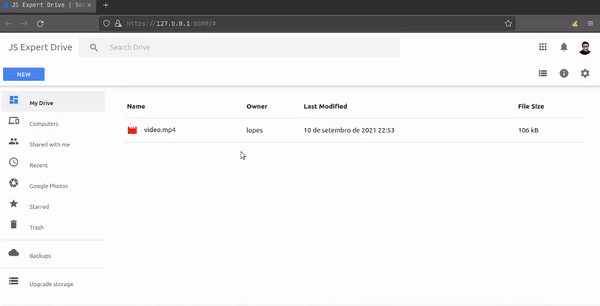 JS Expert Drive | Se
https://127.0.0.1:8080/#
JS Expert Drive
Search Drive
NEW
My Drive
Computers
Shared with me
Recent
Google Photos
Starred
Trash
Backups
Upgrade storage
Name Owner Last Modified File Size
video.mp4 lopes 10 de setembro de 2021 22:53 106 kB